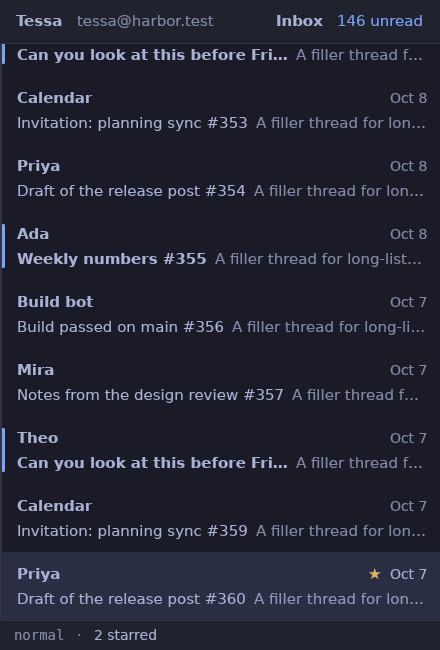 Tessa tessa@harbor.test Inbox 146 unread
Can you look at this before Fri… A filler thread f…
Calendar Oct 8
Invitation: planning sync #353 A filler thread for lon…
Priya Oct 8
Draft of the release post #354 A filler thread for lon…
Ada Oct 8
Weekly numbers #355 A filler thread for long-list…
Build bot Oct 7
Build passed on main #356 A filler thread for long-li…
Mira Oct 7
Notes from the design review #357 A filler thread f…
Theo Oct 7
Can you look at this before Fri… A filler thread f…
Calendar Oct 7
Invitation: planning sync #359 A filler thread for lon…
Priya ★ Oct 7
Draft of the release post #360 A filler thread for lon…
normal · 2 starred